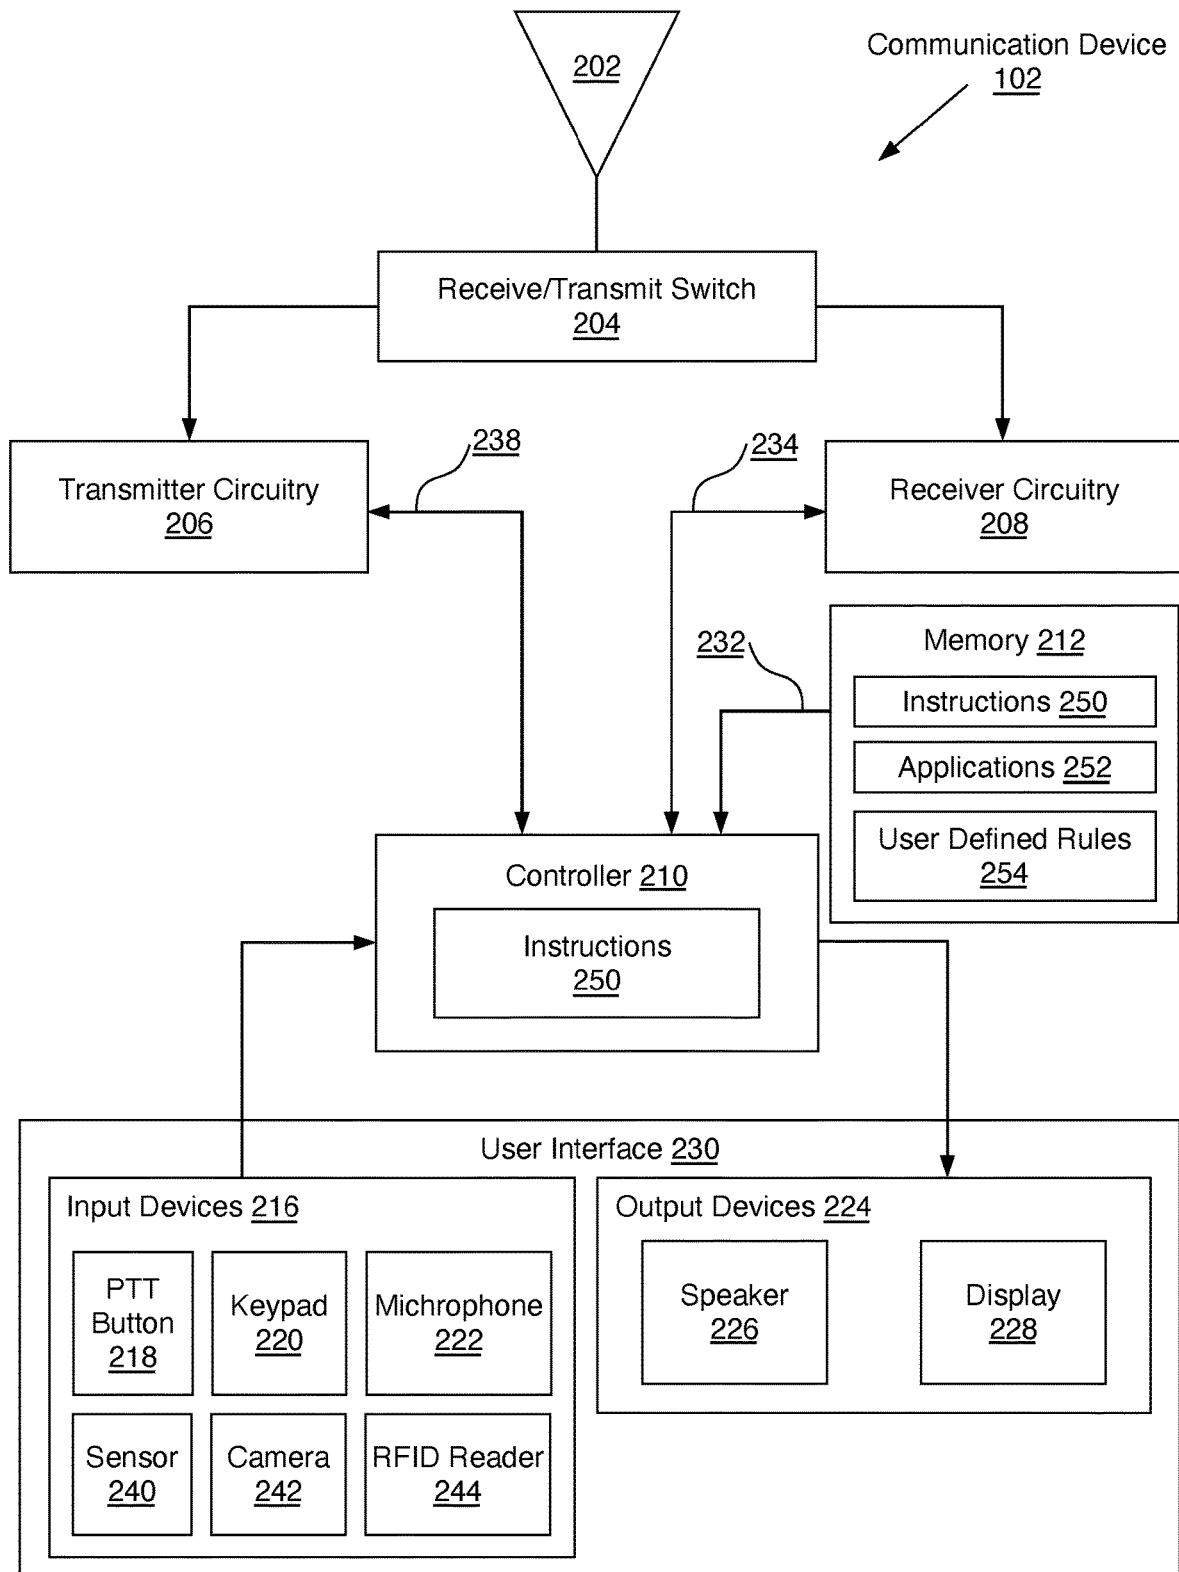 202
Communication Device
102
Receive/Transmit Switch
204
238
234
Transmitter Circuitry
206
Receiver Circuitry
208
232
Memory 212
Instructions 250
Applications 252
User Defined Rules
254
Controller 210
Instructions
250
User Interface 230
Input Devices 216
PTT
Button
218
Keypad
220
Michrophone
222
Sensor
240
Camera
242
RFID Reader
244
Output Devices 224
Speaker
226
Display
228